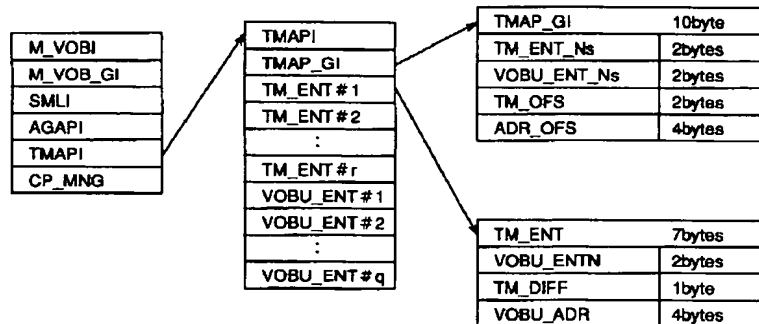 M_VOBI
M_VOB_GI
SMLI
AGAPI
TMAPI
CP_MNG
TMAPI
TMAP_GI
TM_ENT#1
TM_ENT#2
:
TM_ENT#r
VOBU_ENT#1
VOBU_ENT#2
:
VOBU_ENT#q
TMAP_GI 10byte
TM_ENT_Ns 2bytes
VOBU_ENT_Ns 2bytes
TM_OFS 2bytes
ADR_OFS 4bytes
TM_ENT 7bytes
VOBU_ENTN 2bytes
TM_DIFF 1byte
VOBU_ADR 4bytes